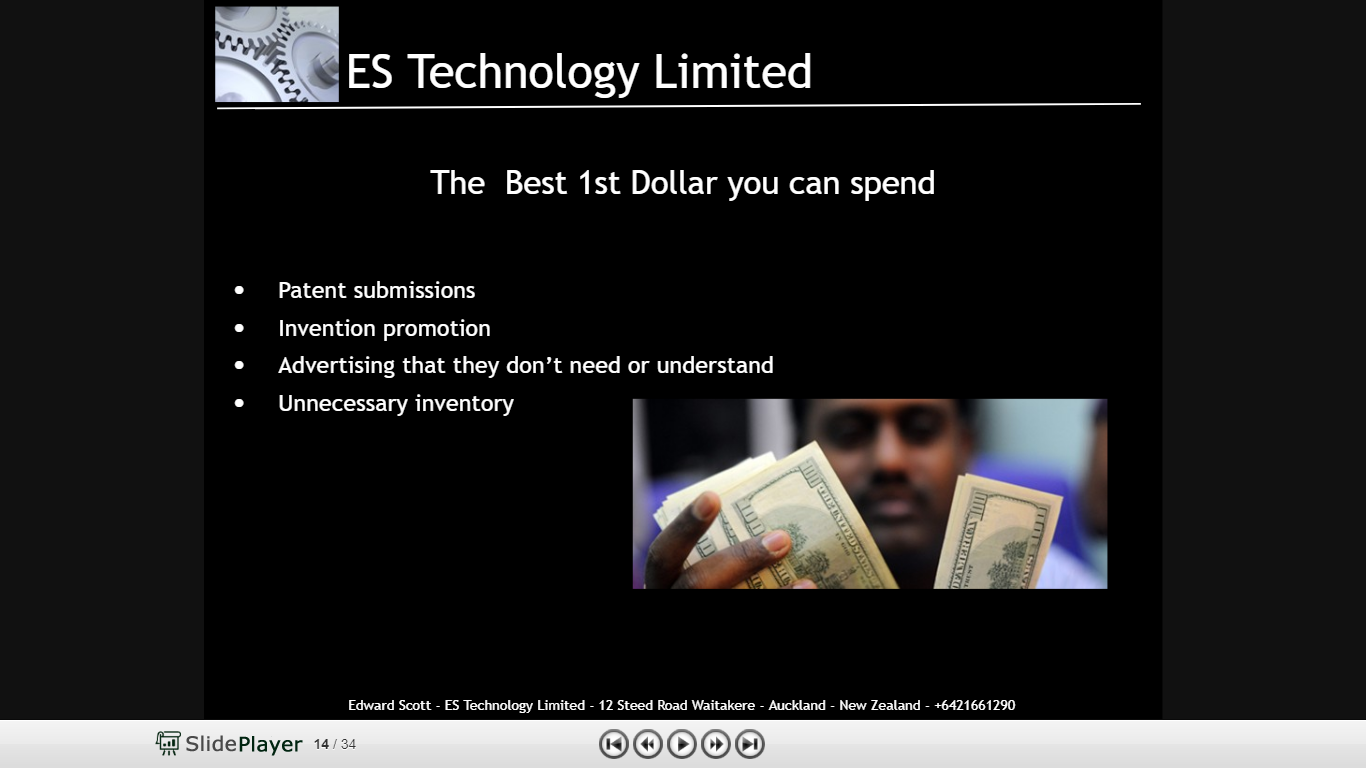 ES Technology Limited
The  Best 1st Dollar you can spend
• Patent submissions
• Invention promotion
• Advertising that they don’t need or understand
• Unnecessary inventory
Edward Scott - ES Technology Limited - 12 Steed Road Waitakere - Auckland - New Zealand - +6421661290
SlidePlayer 14 / 34